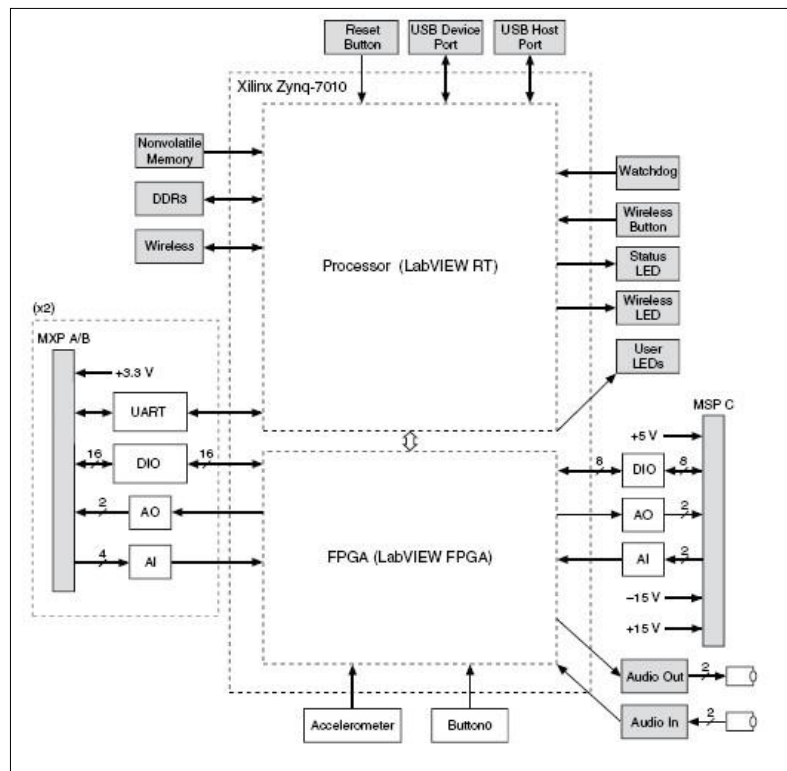 Reset
Button
USB Device
Port
USB Host
Port
Xilinx Zynq-7010
Nonvolatile
Memory
DDR3
Wireless
Processor (LabVIEW RT)
Watchdog
Wireless
Button
Status
LED
Wireless
LED
User
LEDs
(x2)
MXP A/B
+3.3 V
UART
16
DIO
16
2
AO
4
AI
FPGA (LabVIEW FPGA)
MSP C
+5 V
8
DIO
8
AO
2
AI
2
–15 V
+15 V
Audio Out
2
Audio In
2
Accelerometer
Button0